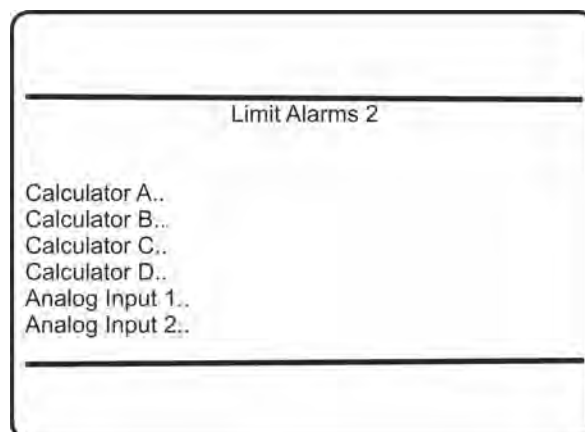 Limit Alarms 2
Calculator A..
Calculator B..
Calculator C..
Calculator D..
Analog Input 1..
Analog Input 2..